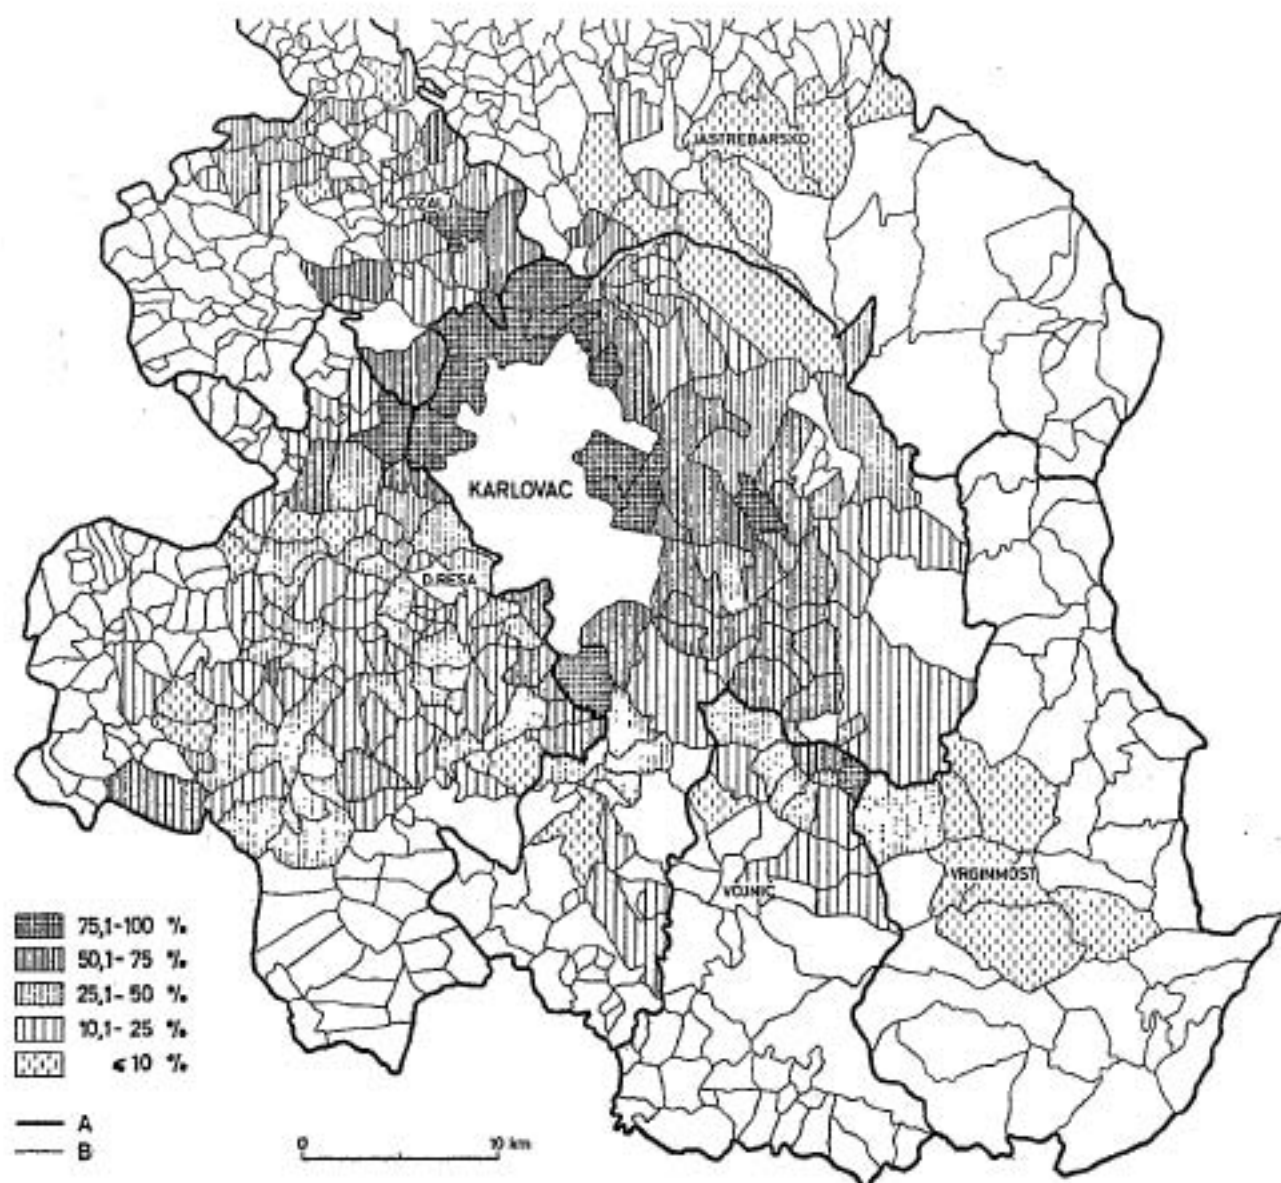 JASTREBARSKO
OZALJ
KARLOVAC
D.RESA
VOJNIĆ
VRGINMOST
75,1-100 %
50,1-75 %
25,1-50 %
10,1-25 %
≤ 10 %
A
B
0 10 km